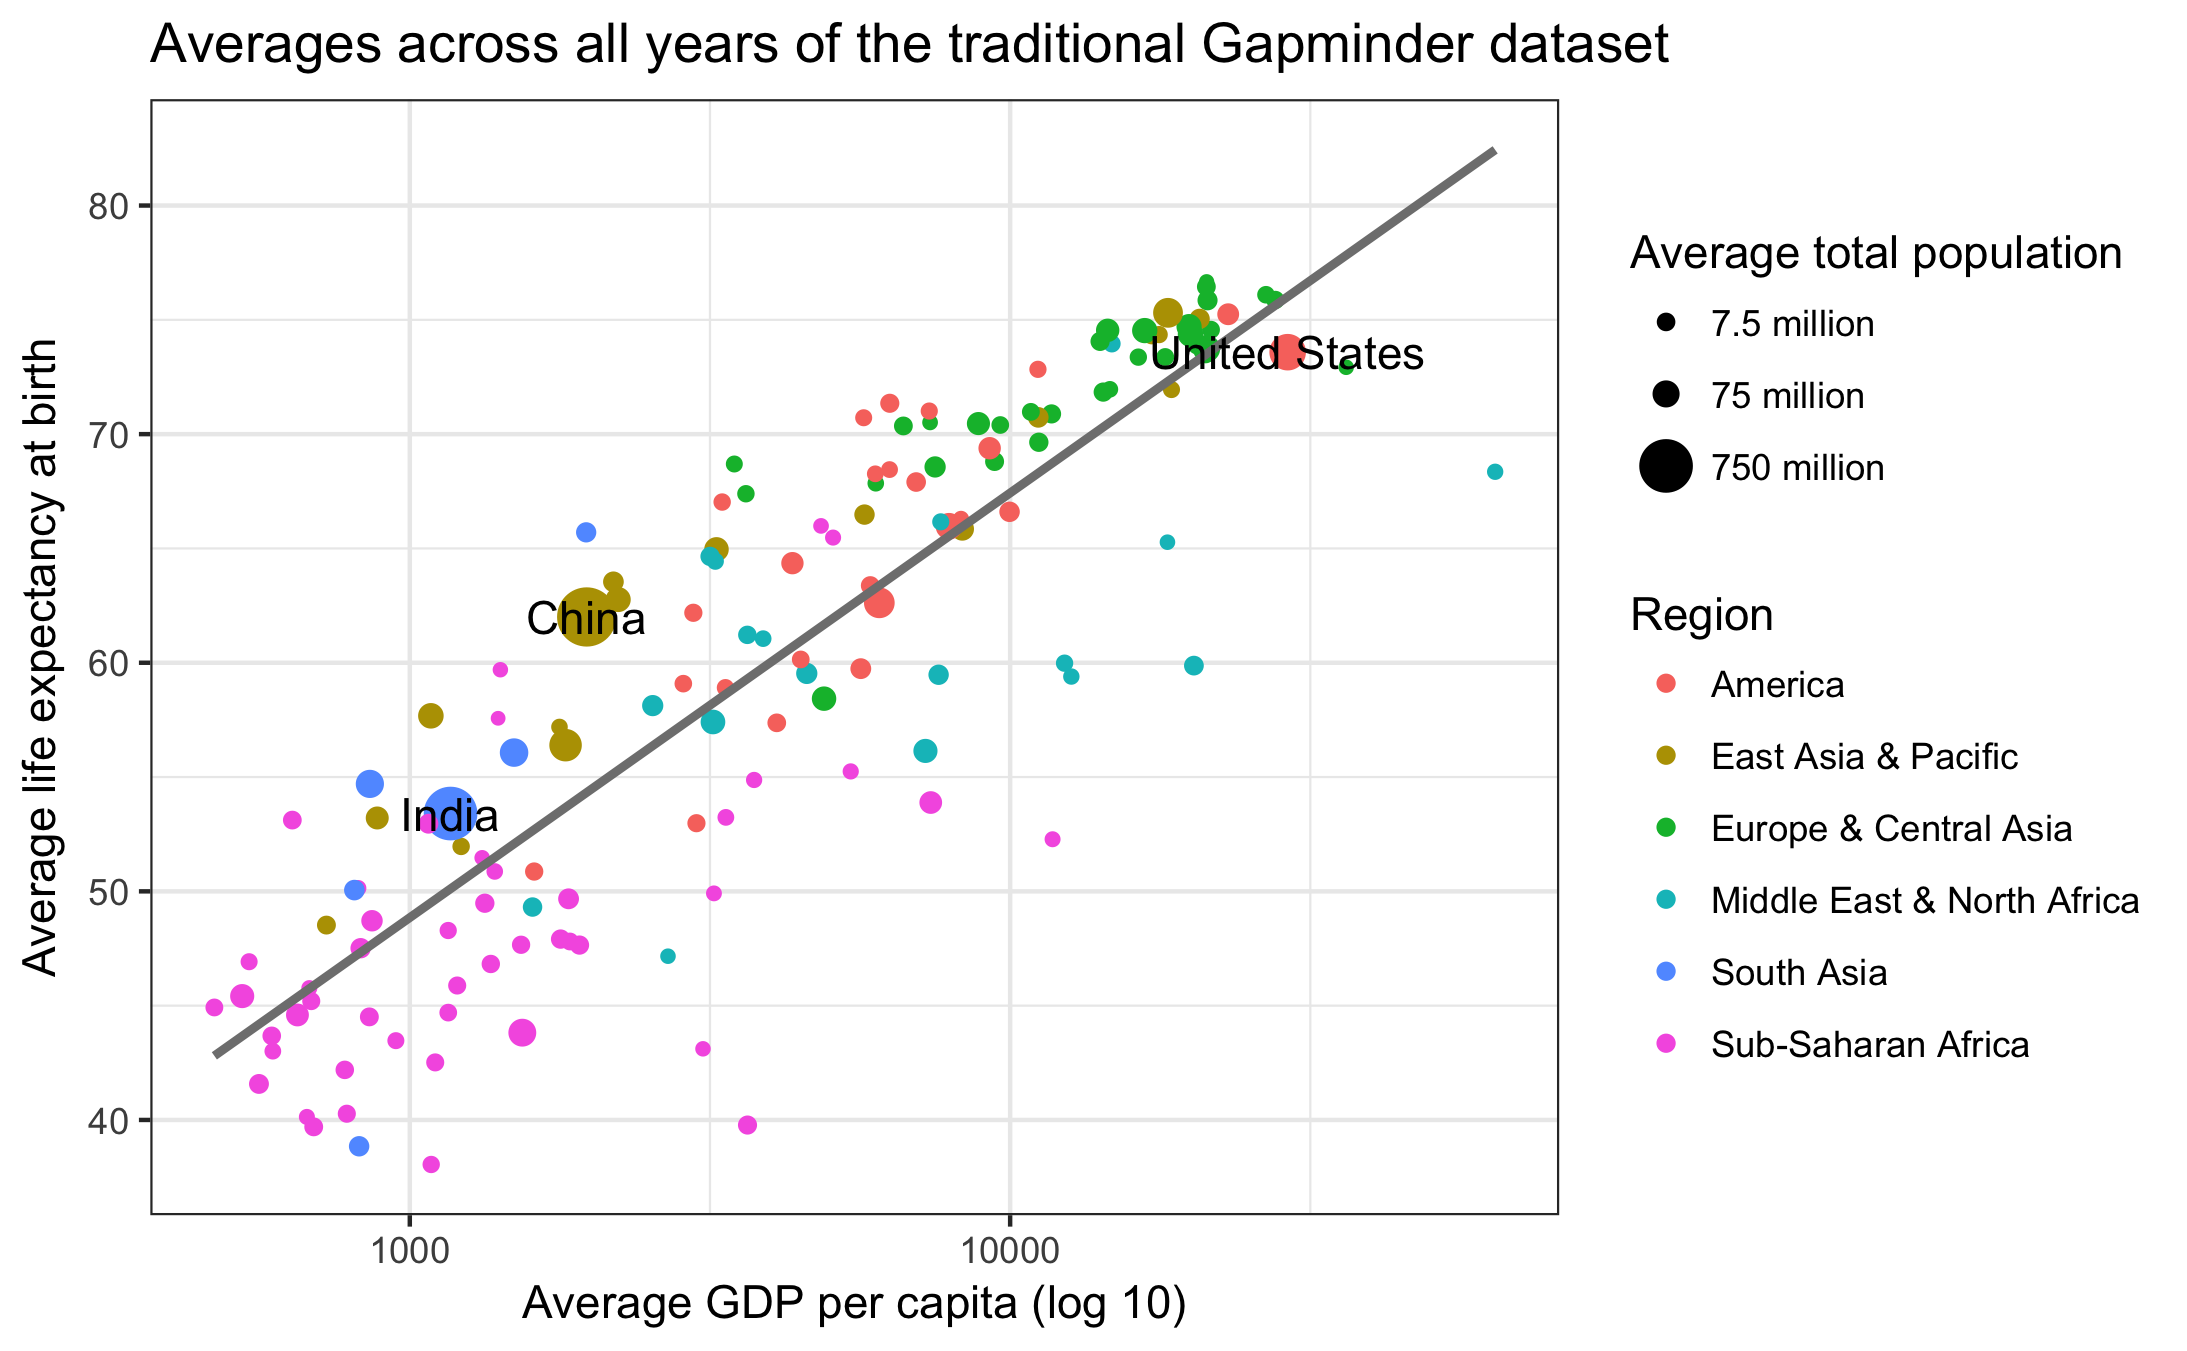 Averages across all years of the traditional Gapminder dataset
Average life expectancy at birth
80
70
60
50
40
United States
China
India
1000
10000
Average GDP per capita (log 10)
Average total population
7.5 million
75 million
750 million
Region
America
East Asia & Pacific
Europe & Central Asia
Middle East & North Africa
South Asia
Sub-Saharan Africa